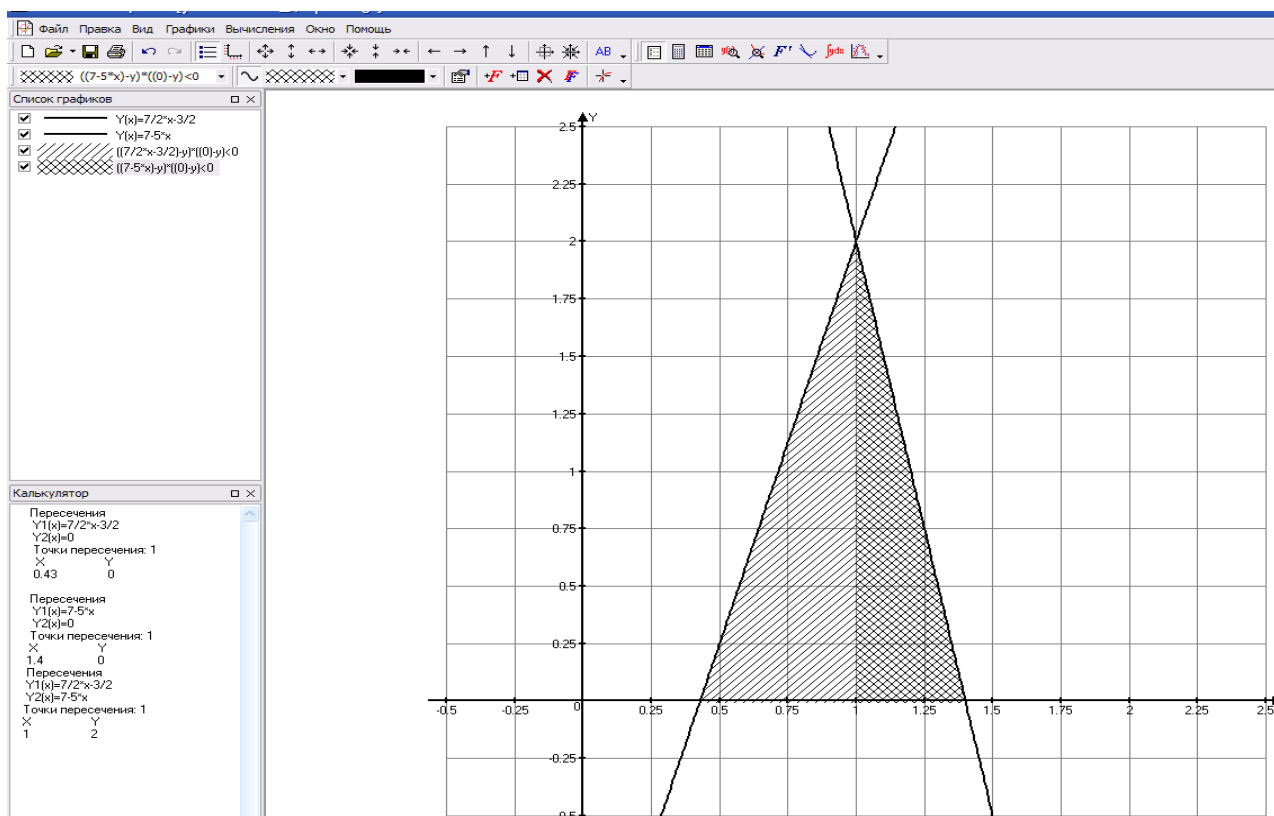 Файл Правка Вид Графики Вычисления Окно Помощь
AB
y(x) F' ∫ydx
((7-5*x)-y)*((0)-y)<0
+F
F
Список графиков
Y(x)=7/2*x-3/2
Y(x)=7-5*x
((7/2*x-3/2)-y)*((0)-y)<0
((7-5*x)-y)*((0)-y)<0
Калькулятор
Пересечения
Y1(x)=7/2*x-3/2
Y2(x)=0
Точки пересечения: 1
X Y
0.43 0
Пересечения
Y1(x)=7-5*x
Y2(x)=0
Точки пересечения: 1
X Y
1.4 0
Пересечения
Y1(x)=7/2*x-3/2
Y2(x)=7-5*x
Точки пересечения: 1
X Y
1 2
Y
2.5
2.25
2
1.75
1.5
1.25
1
0.75
0.5
0.25
-0.5 -0.25 0 0.25 0.5 0.75 1 1.25 1.5 1.75 2 2.25 2.5
-0.25
-0.5